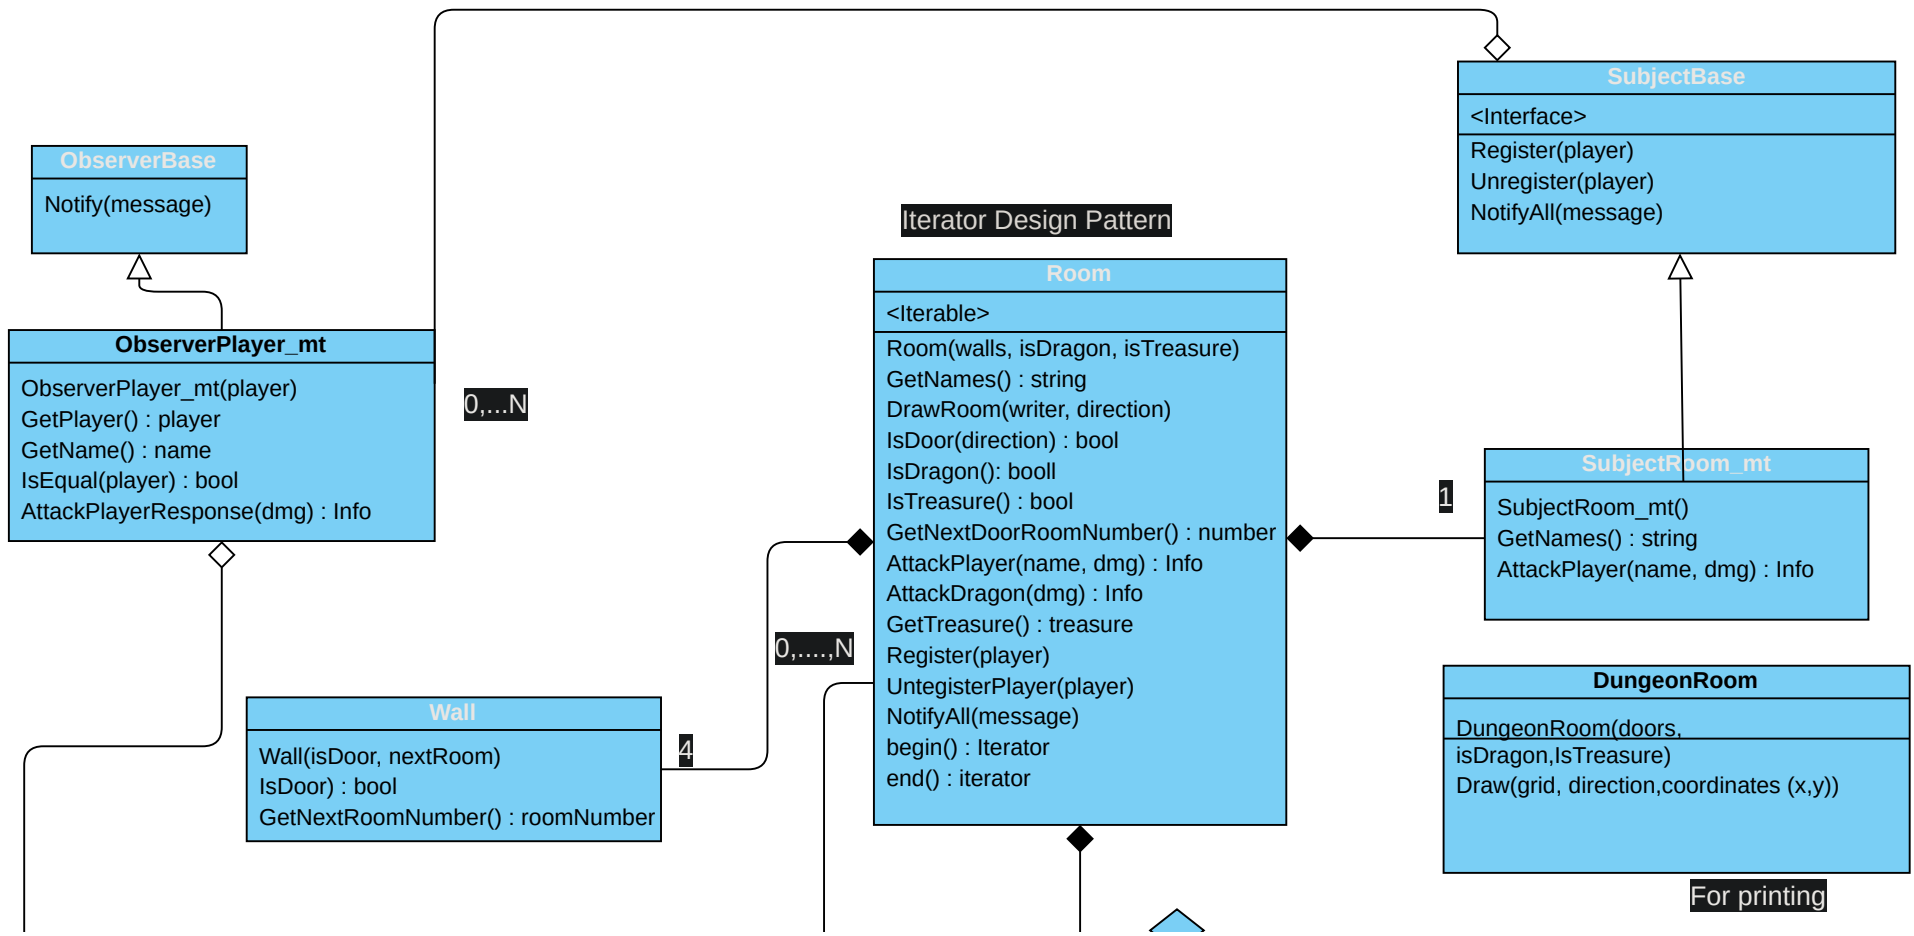 SubjectBase
<Interface>
Register(player)
Unregister(player)
NotifyAll(message)
ObserverBase
Notify(message)
Iterator Design Pattern
Room
<Iterable>
Room(walls, isDragon, isTreasure)
GetNames() : string
DrawRoom(writer, direction)
IsDoor(direction) : bool
IsDragon(): booll
IsTreasure() : bool
GetNextDoorRoomNumber() : number
AttackPlayer(name, dmg) : Info
AttackDragon(dmg) : Info
GetTreasure() : treasure
Register(player)
UntegisterPlayer(player)
NotifyAll(message)
begin() : Iterator
end() : iterator
ObserverPlayer_mt
ObserverPlayer_mt(player)
GetPlayer() : player
GetName() : name
IsEqual(player) : bool
AttackPlayerResponse(dmg) : Info
0,...N
SubjectRoom_mt
SubjectRoom_mt()
GetNames() : string
AttackPlayer(name, dmg) : Info
1
0,....,N
Wall
Wall(isDoor, nextRoom)
IsDoor) : bool
GetNextRoomNumber() : roomNumber
4
DungeonRoom
DungeonRoom(doors,
isDragon,IsTreasure)
Draw(grid, direction,coordinates (x,y))
For printing